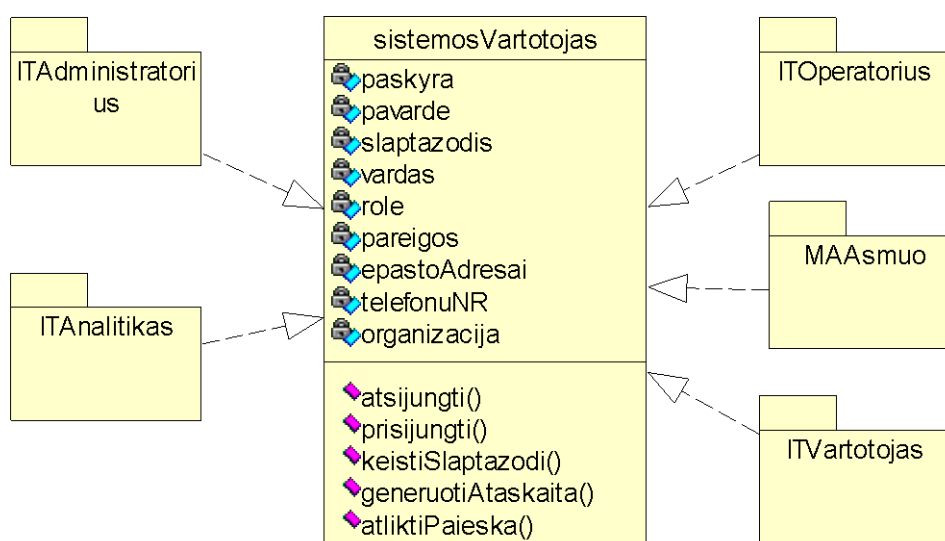 ITAdministratori
us
ITAnalitikas
sistemosVartotojas
paskyra
pavarde
slaptazodis
vardas
role
pareigos
epastoAdresai
telefonuNR
organizacija
atsijungti()
prisijungti()
keistiSlaptazodi()
generuotiAtaskaita()
atliktiPaieska()
ITOperatorius
MAAsmuo
ITVartotojas